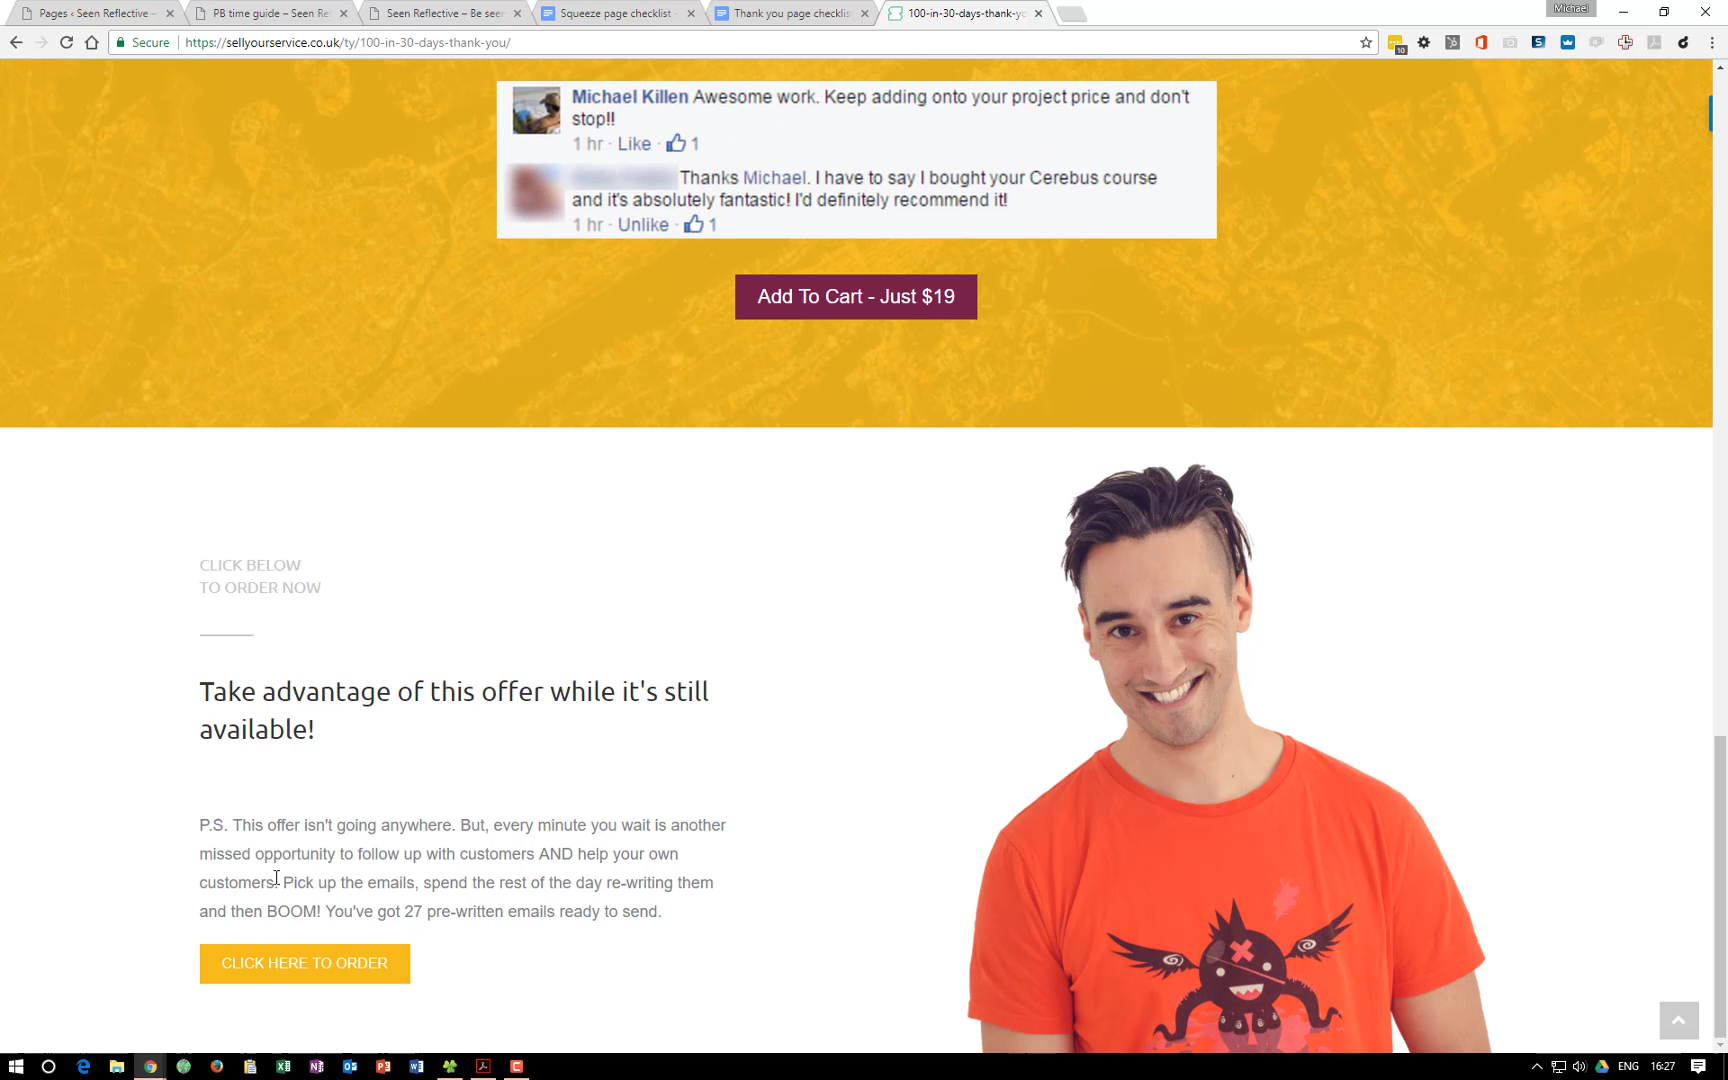 Pages ‹ Seen Reflective –
PB time guide – Seen Ref
Seen Reflective – Be seen
Squeeze page checklist -
Thank you page checklis
100-in-30-days-thank-yo
Michael
Secure
https://sellyourservice.co.uk/ty/100-in-30-days-thank-you/
10
Michael Killen Awesome work. Keep adding onto your project price and don't
stop!!
1 hr · Like · 1
Thanks Michael. I have to say I bought your Cerebus course
and it's absolutely fantastic! I'd definitely recommend it!
1 hr · Unlike · 1
Add To Cart - Just $19
CLICK BELOW
TO ORDER NOW
Take advantage of this offer while it's still
available!
P.S. This offer isn't going anywhere. But, every minute you wait is another
missed opportunity to follow up with customers AND help your own
customers. Pick up the emails, spend the rest of the day re-writing them
and then BOOM! You've got 27 pre-written emails ready to send.
CLICK HERE TO ORDER
ENG
16:27